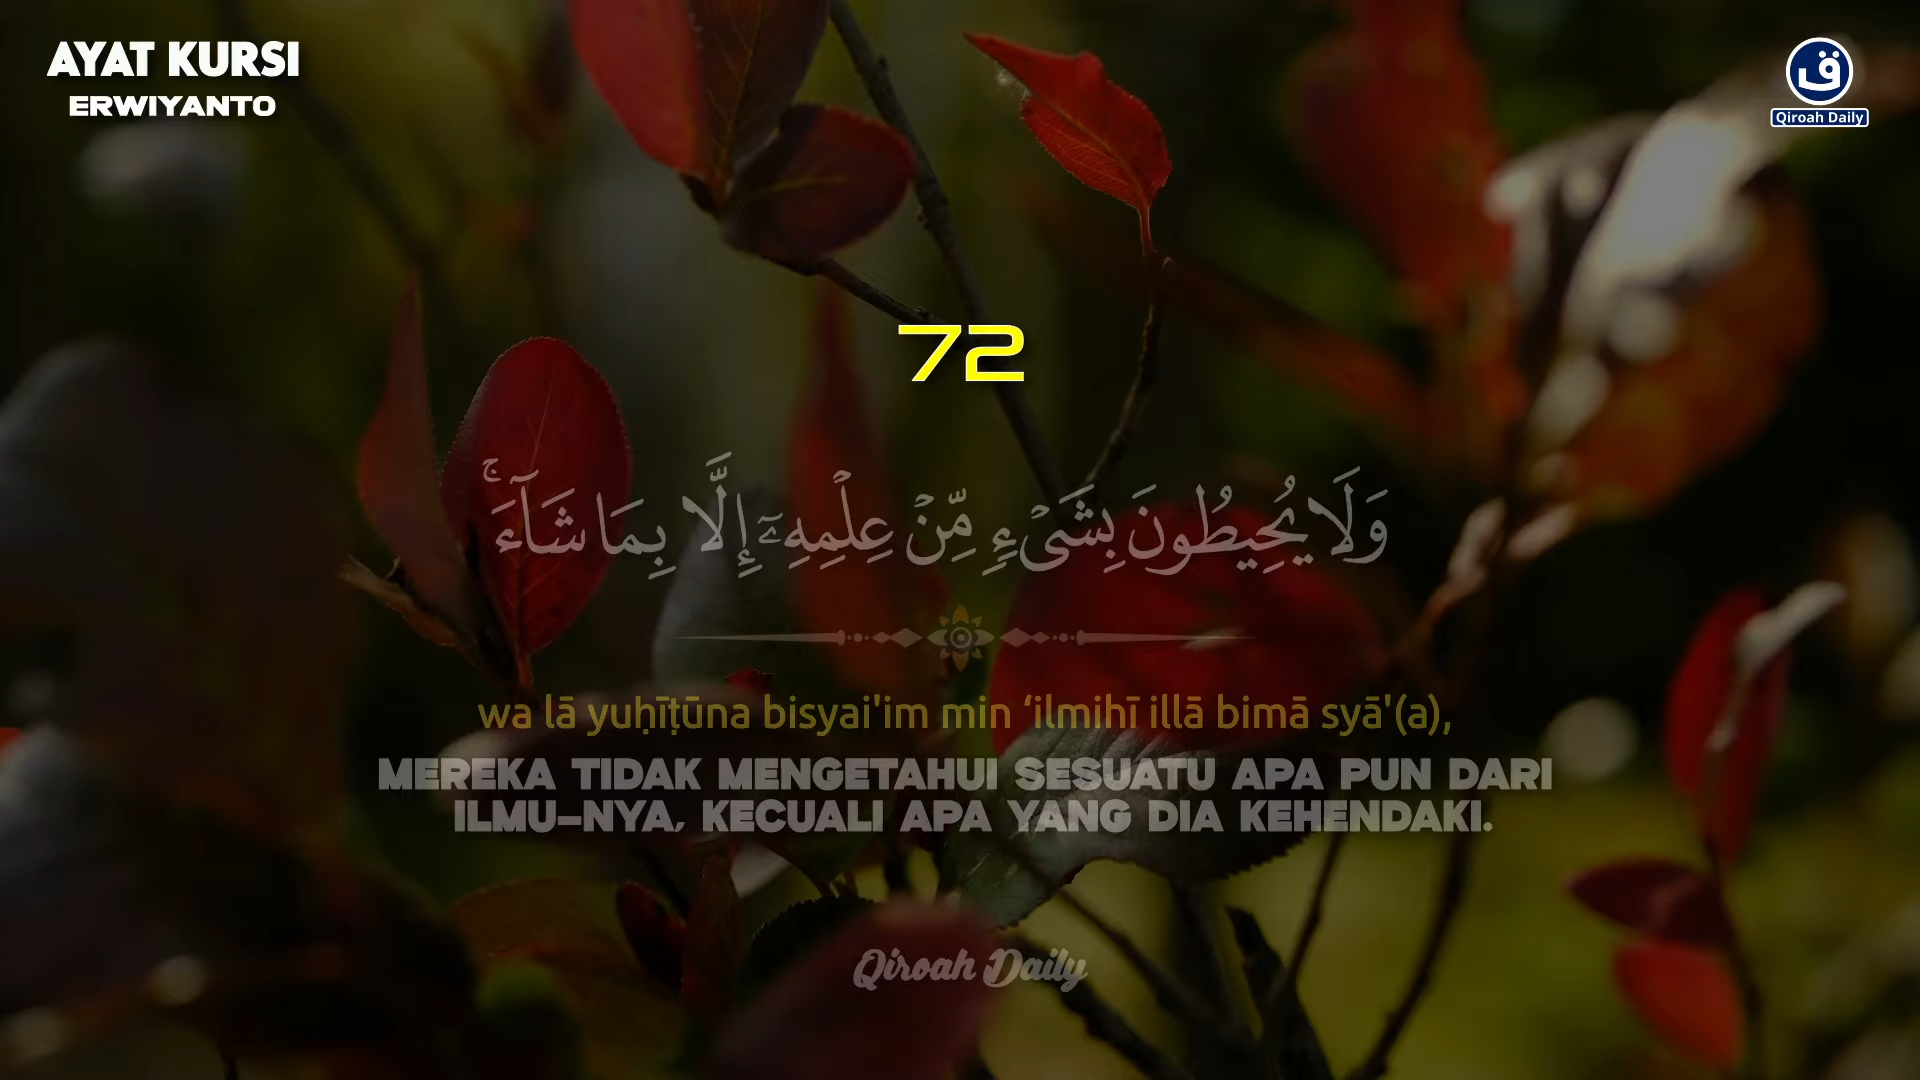 AYAT KURSI
ERWIYANTO
ق
Qiroah Daily
72
وَلَا يُحِيطُونَ بِشَىْءٍ مِّنْ عِلْمِهِۦٓ إِلَّا بِمَا شَآءَ ۚ
wa lā yuḥīṭūna bisyai'im min ‘ilmihī illā bimā syā'(a),
MEREKA TIDAK MENGETAHUI SESUATU APA PUN DARI
ILMU-NYA, KECUALI APA YANG DIA KEHENDAKI.
Qiroah Daily